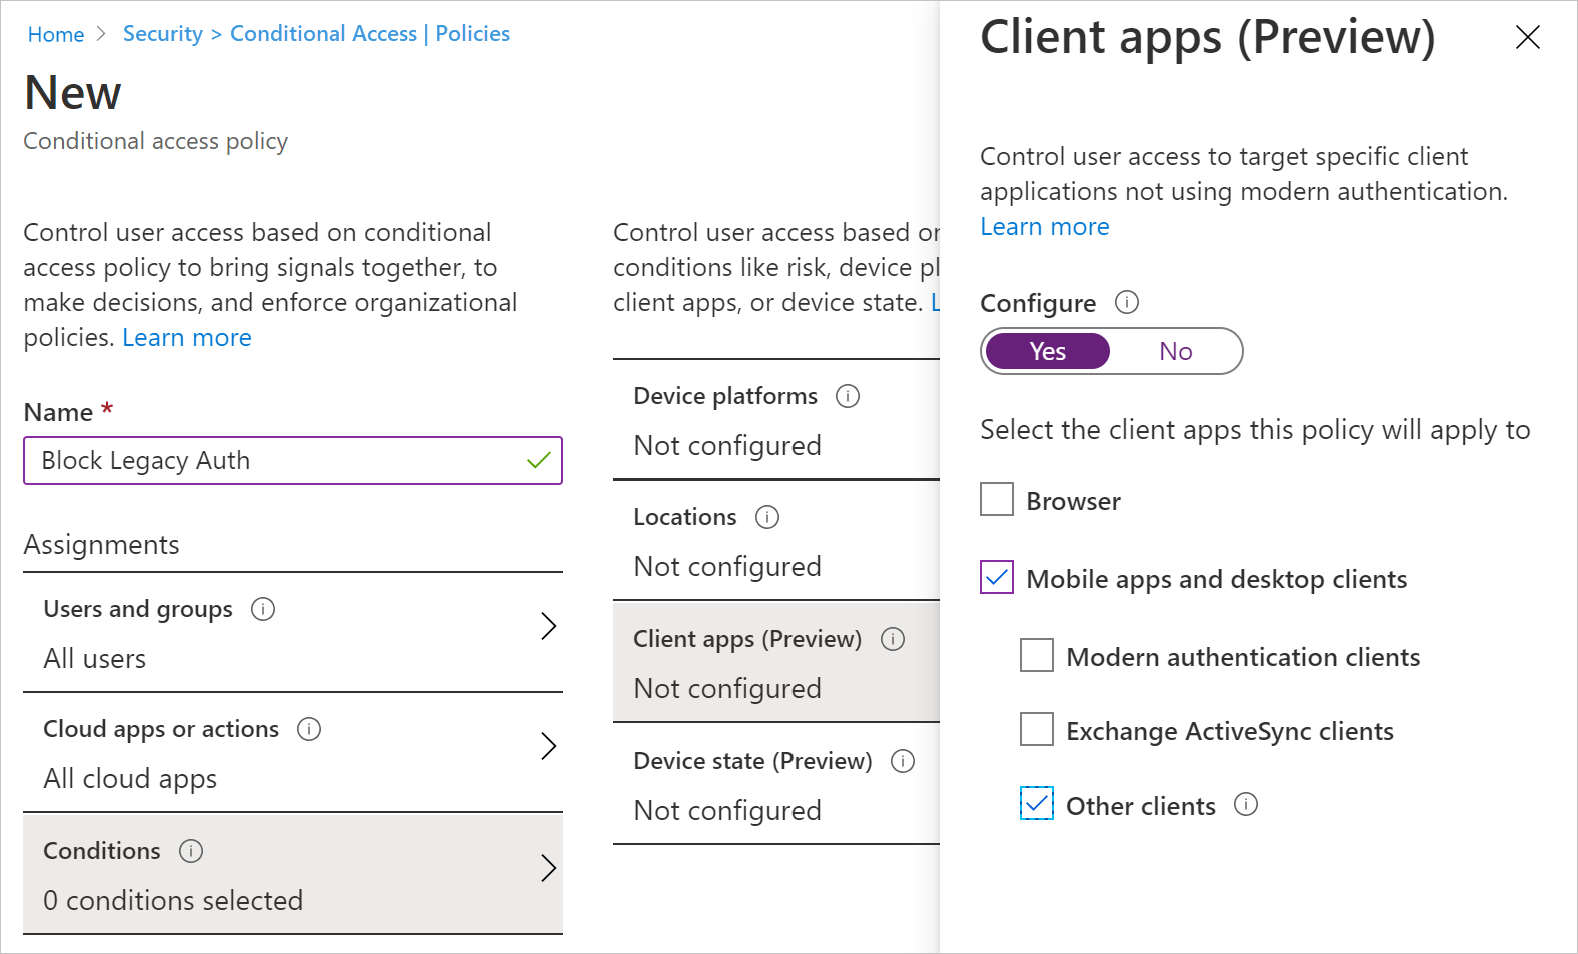 Home > Security > Conditional Access | Policies
New
Conditional access policy
Control user access based on conditional
access policy to bring signals together, to
make decisions, and enforce organizational
policies. Learn more
Name *
Block Legacy Auth
Assignments
Users and groups
All users
Cloud apps or actions
All cloud apps
Conditions
0 conditions selected
Control user access based
conditions like risk, device
client apps, or device state.
Device platforms
Not configured
Locations
Not configured
Client apps (Preview)
Not configured
Device state (Preview)
Not configured
Client apps (Preview)
Control user access to target specific client
applications not using modern authentication.
Learn more
Configure
Yes No
Select the client apps this policy will apply to
Browser
Mobile apps and desktop clients
Modern authentication clients
Exchange ActiveSync clients
Other clients